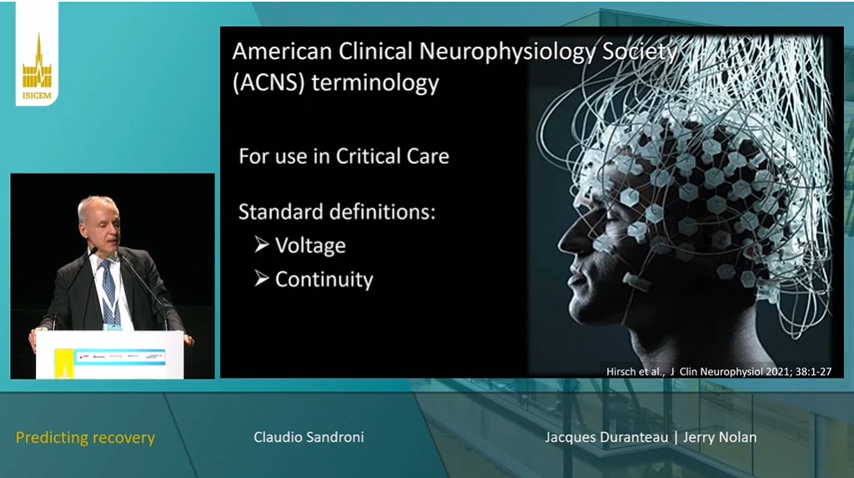 ISICEM
American Clinical Neurophysiology Society
(ACNS) terminology
For use in Critical Care
Standard definitions:
➢ Voltage
➢ Continuity
Hirsch et al., J Clin Neurophysiol 2021; 38:1-27
Predicting recovery
Claudio Sandroni
Jacques Duranteau | Jerry Nolan